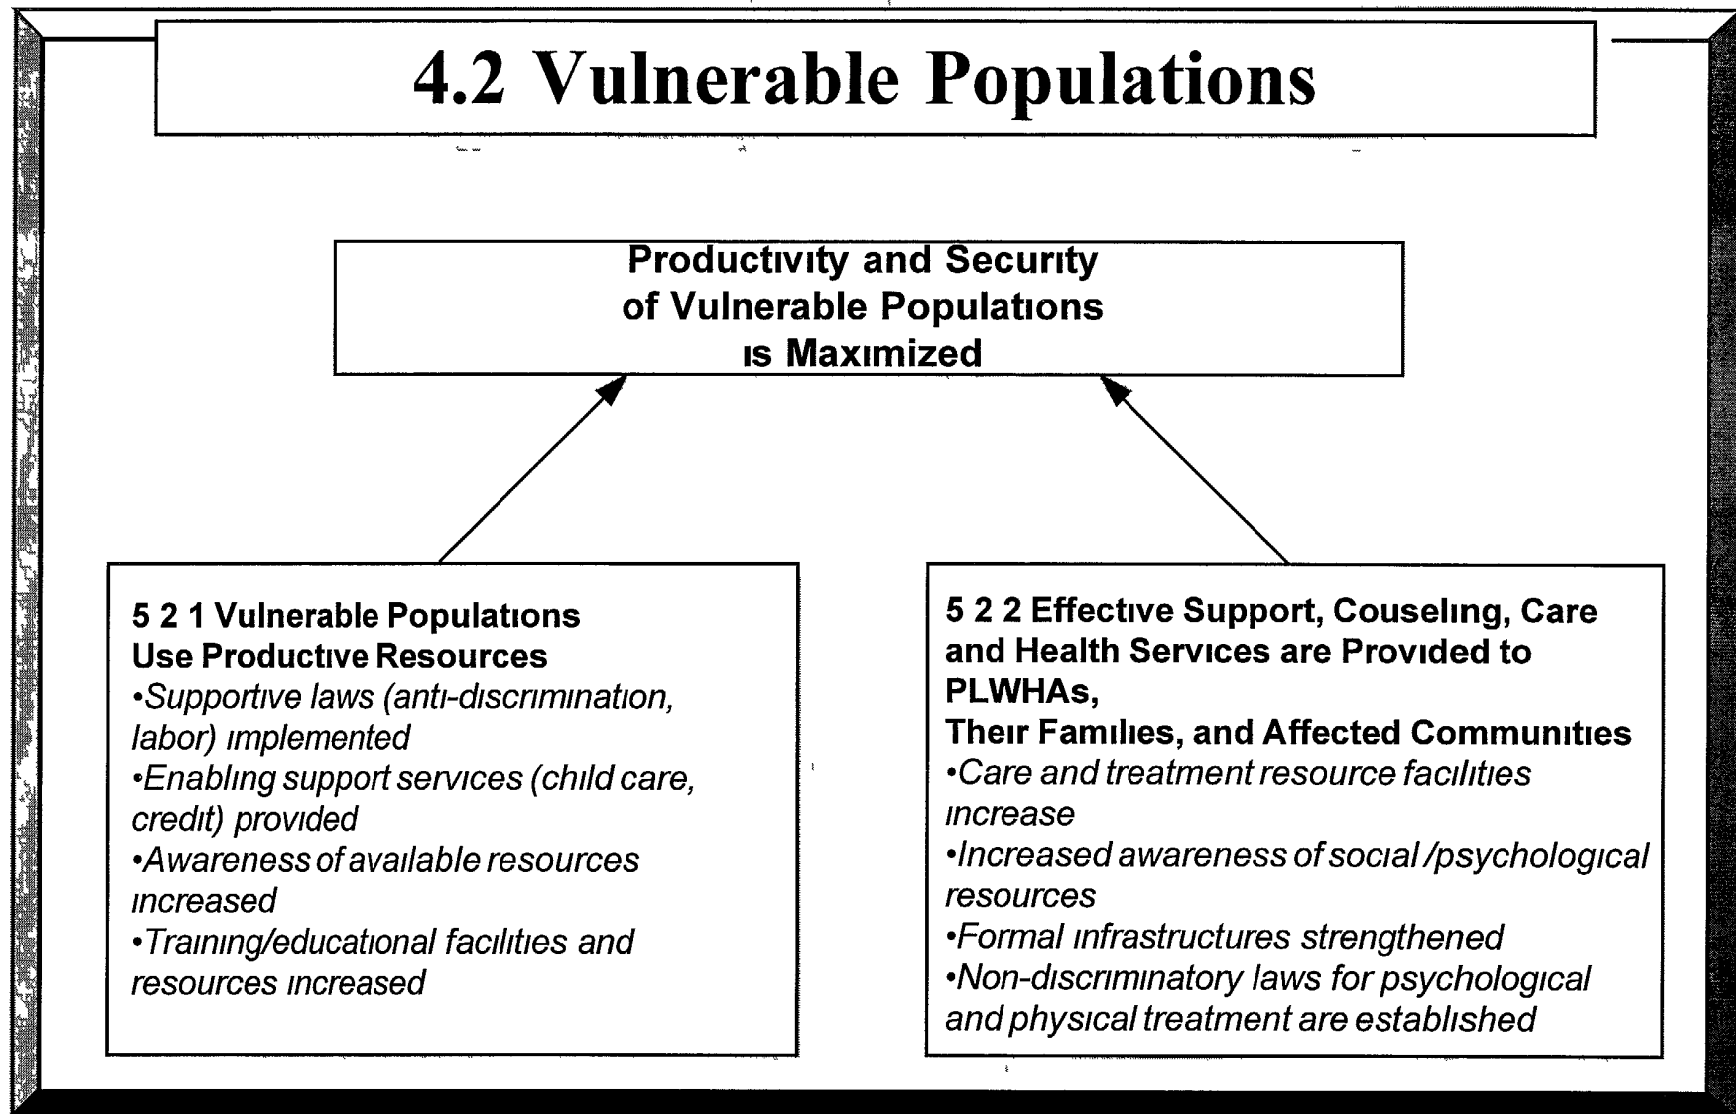 4.2 Vulnerable Populations
Productivity and Security
of Vulnerable Populations
is Maximized
5 2 1 Vulnerable Populations
Use Productive Resources
•Supportive laws (anti-discrimination,
labor) implemented
•Enabling support services (child care,
credit) provided
•Awareness of available resources
increased
•Training/educational facilities and
resources increased
5 2 2 Effective Support, Couseling, Care
and Health Services are Provided to
PLWHAs,
Their Families, and Affected Communities
•Care and treatment resource facilities
increase
•Increased awareness of social/psychological
resources
•Formal infrastructures strengthened
•Non-discriminatory laws for psychological
and physical treatment are established